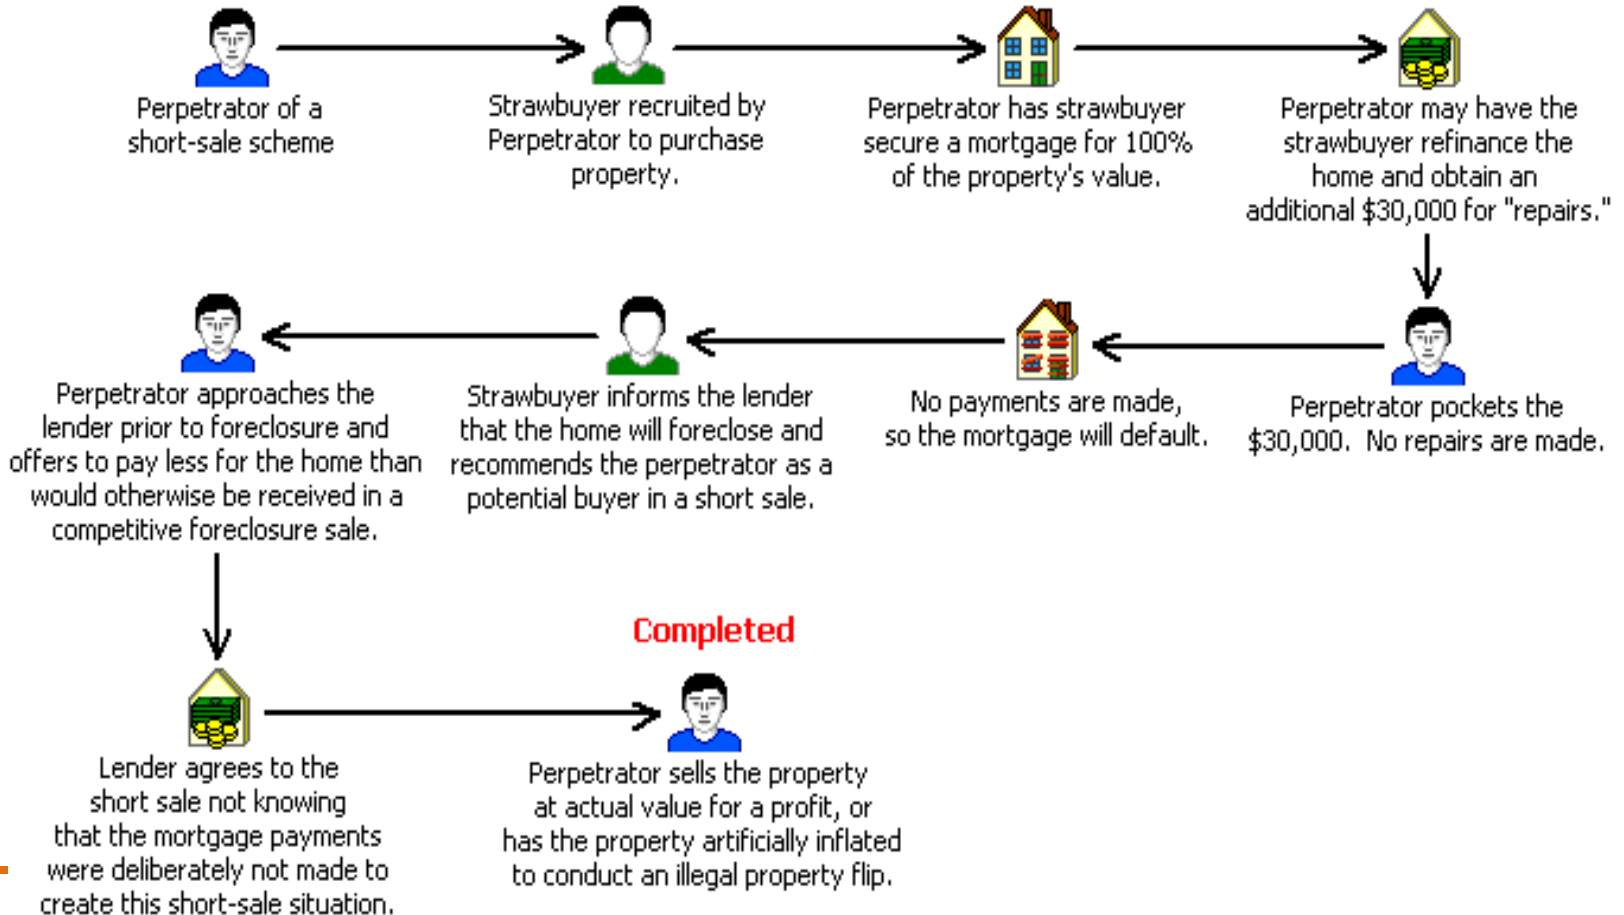 Perpetrator of a
short-sale scheme
Strawbuyer recruited by
Perpetrator to purchase
property.
Perpetrator has strawbuyer
secure a mortgage for 100%
of the property's value.
Perpetrator may have the
strawbuyer refinance the
home and obtain an
additional $30,000 for "repairs."
Perpetrator pockets the
$30,000.  No repairs are made.
No payments are made,
so the mortgage will default.
Strawbuyer informs the lender
that the home will foreclose and
recommends the perpetrator as a
potential buyer in a short sale.
Perpetrator approaches the
lender prior to foreclosure and
offers to pay less for the home than
would otherwise be received in a
competitive foreclosure sale.
Lender agrees to the
short sale not knowing
that the mortgage payments
were deliberately not made to
create this short-sale situation.
Completed
Perpetrator sells the property
at actual value for a profit, or
has the property artificially inflated
to conduct an illegal property flip.